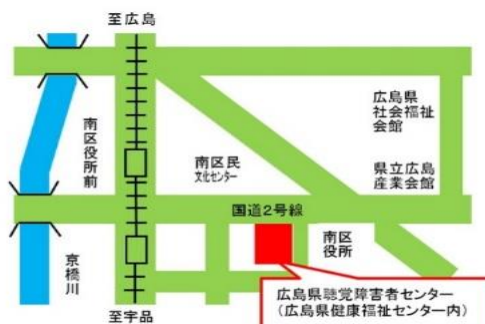 至広島
広島県
社会福祉
会館
南区役所前
南区民
文化センター
県立広島
産業会館
国道2号線
南区
役所
京橋川
広島県聴覚障害者センター
(広島県健康福祉センター内)
至宇品